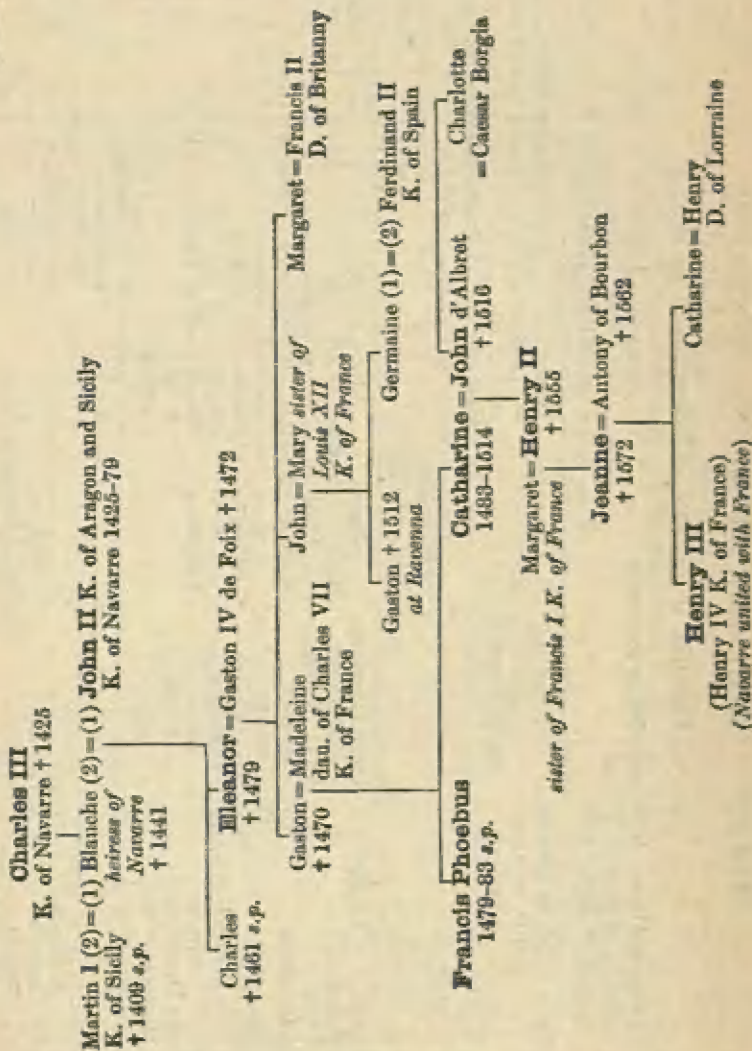 Charles III
K. of Navarre † 1425
Martin I (2)=(1) Blanche (2)=(1) John II K. of Aragon and Sicily
K. of Sicily heiress of K. of Navarre 1425-79
† 1409 s.p. Navarre
† 1441
Charles Eleanor=Gaston IV de Foix † 1472
† 1461 s.p. † 1479
Gaston=Madeleine John=Mary sister of Margaret=Francis II
† 1470 dau. of Charles VII Louis XII D. of Britanny
K. of France K. of France
Gaston † 1512 Germaine (1)=(2) Ferdinand II
at Ravenna K. of Spain
Francis Phoebus Catharine=John d'Albret Charlotte
1479-83 s.p. 1483-1514 † 1516 =Caesar Borgia
Margaret=Henry II
sister of Francis I K. of France † 1555
Jeanne=Antony of Bourbon
† 1572 † 1562
Henry III Catharine=Henry
(Henry IV K. of France) D. of Lorraine
(Navarre united with France)